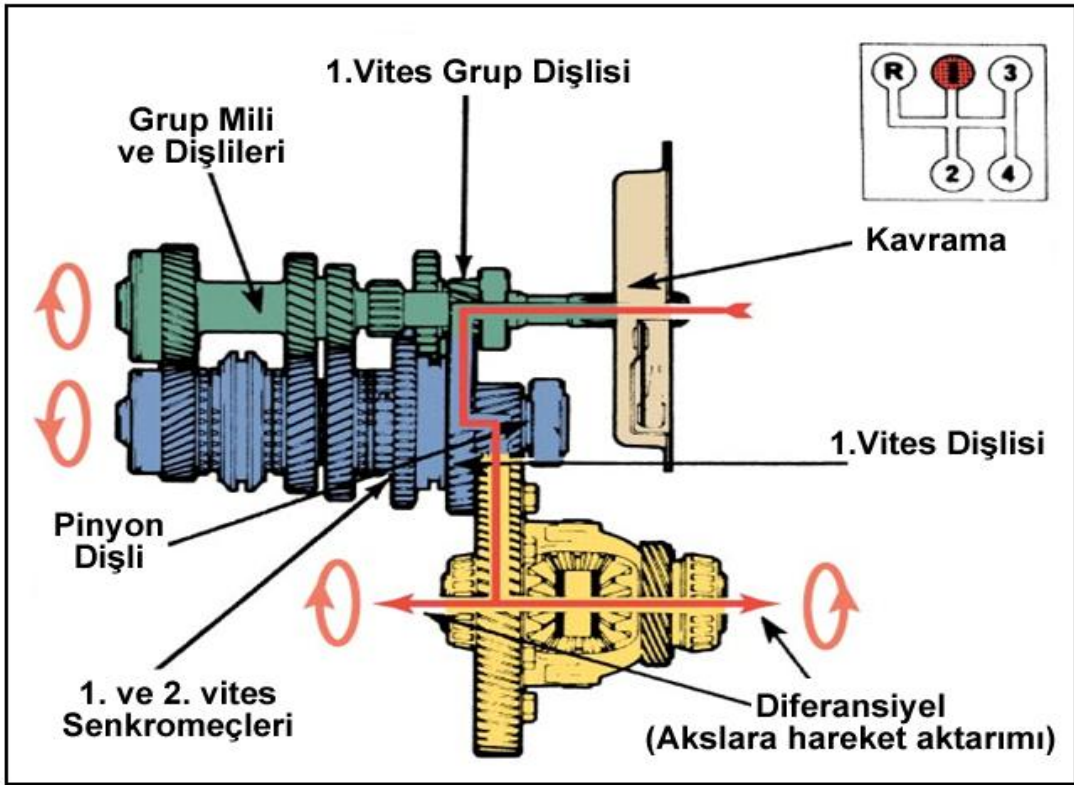 1.Vites Grup Dişlisi
Grup Mili
ve Dişlileri
R
3
2
4
Kavrama
1.Vites Dişlisi
Pinyon
Dişli
1. ve 2. vites
Senkromeçleri
Diferansiyel
(Akslara hareket aktarımı)